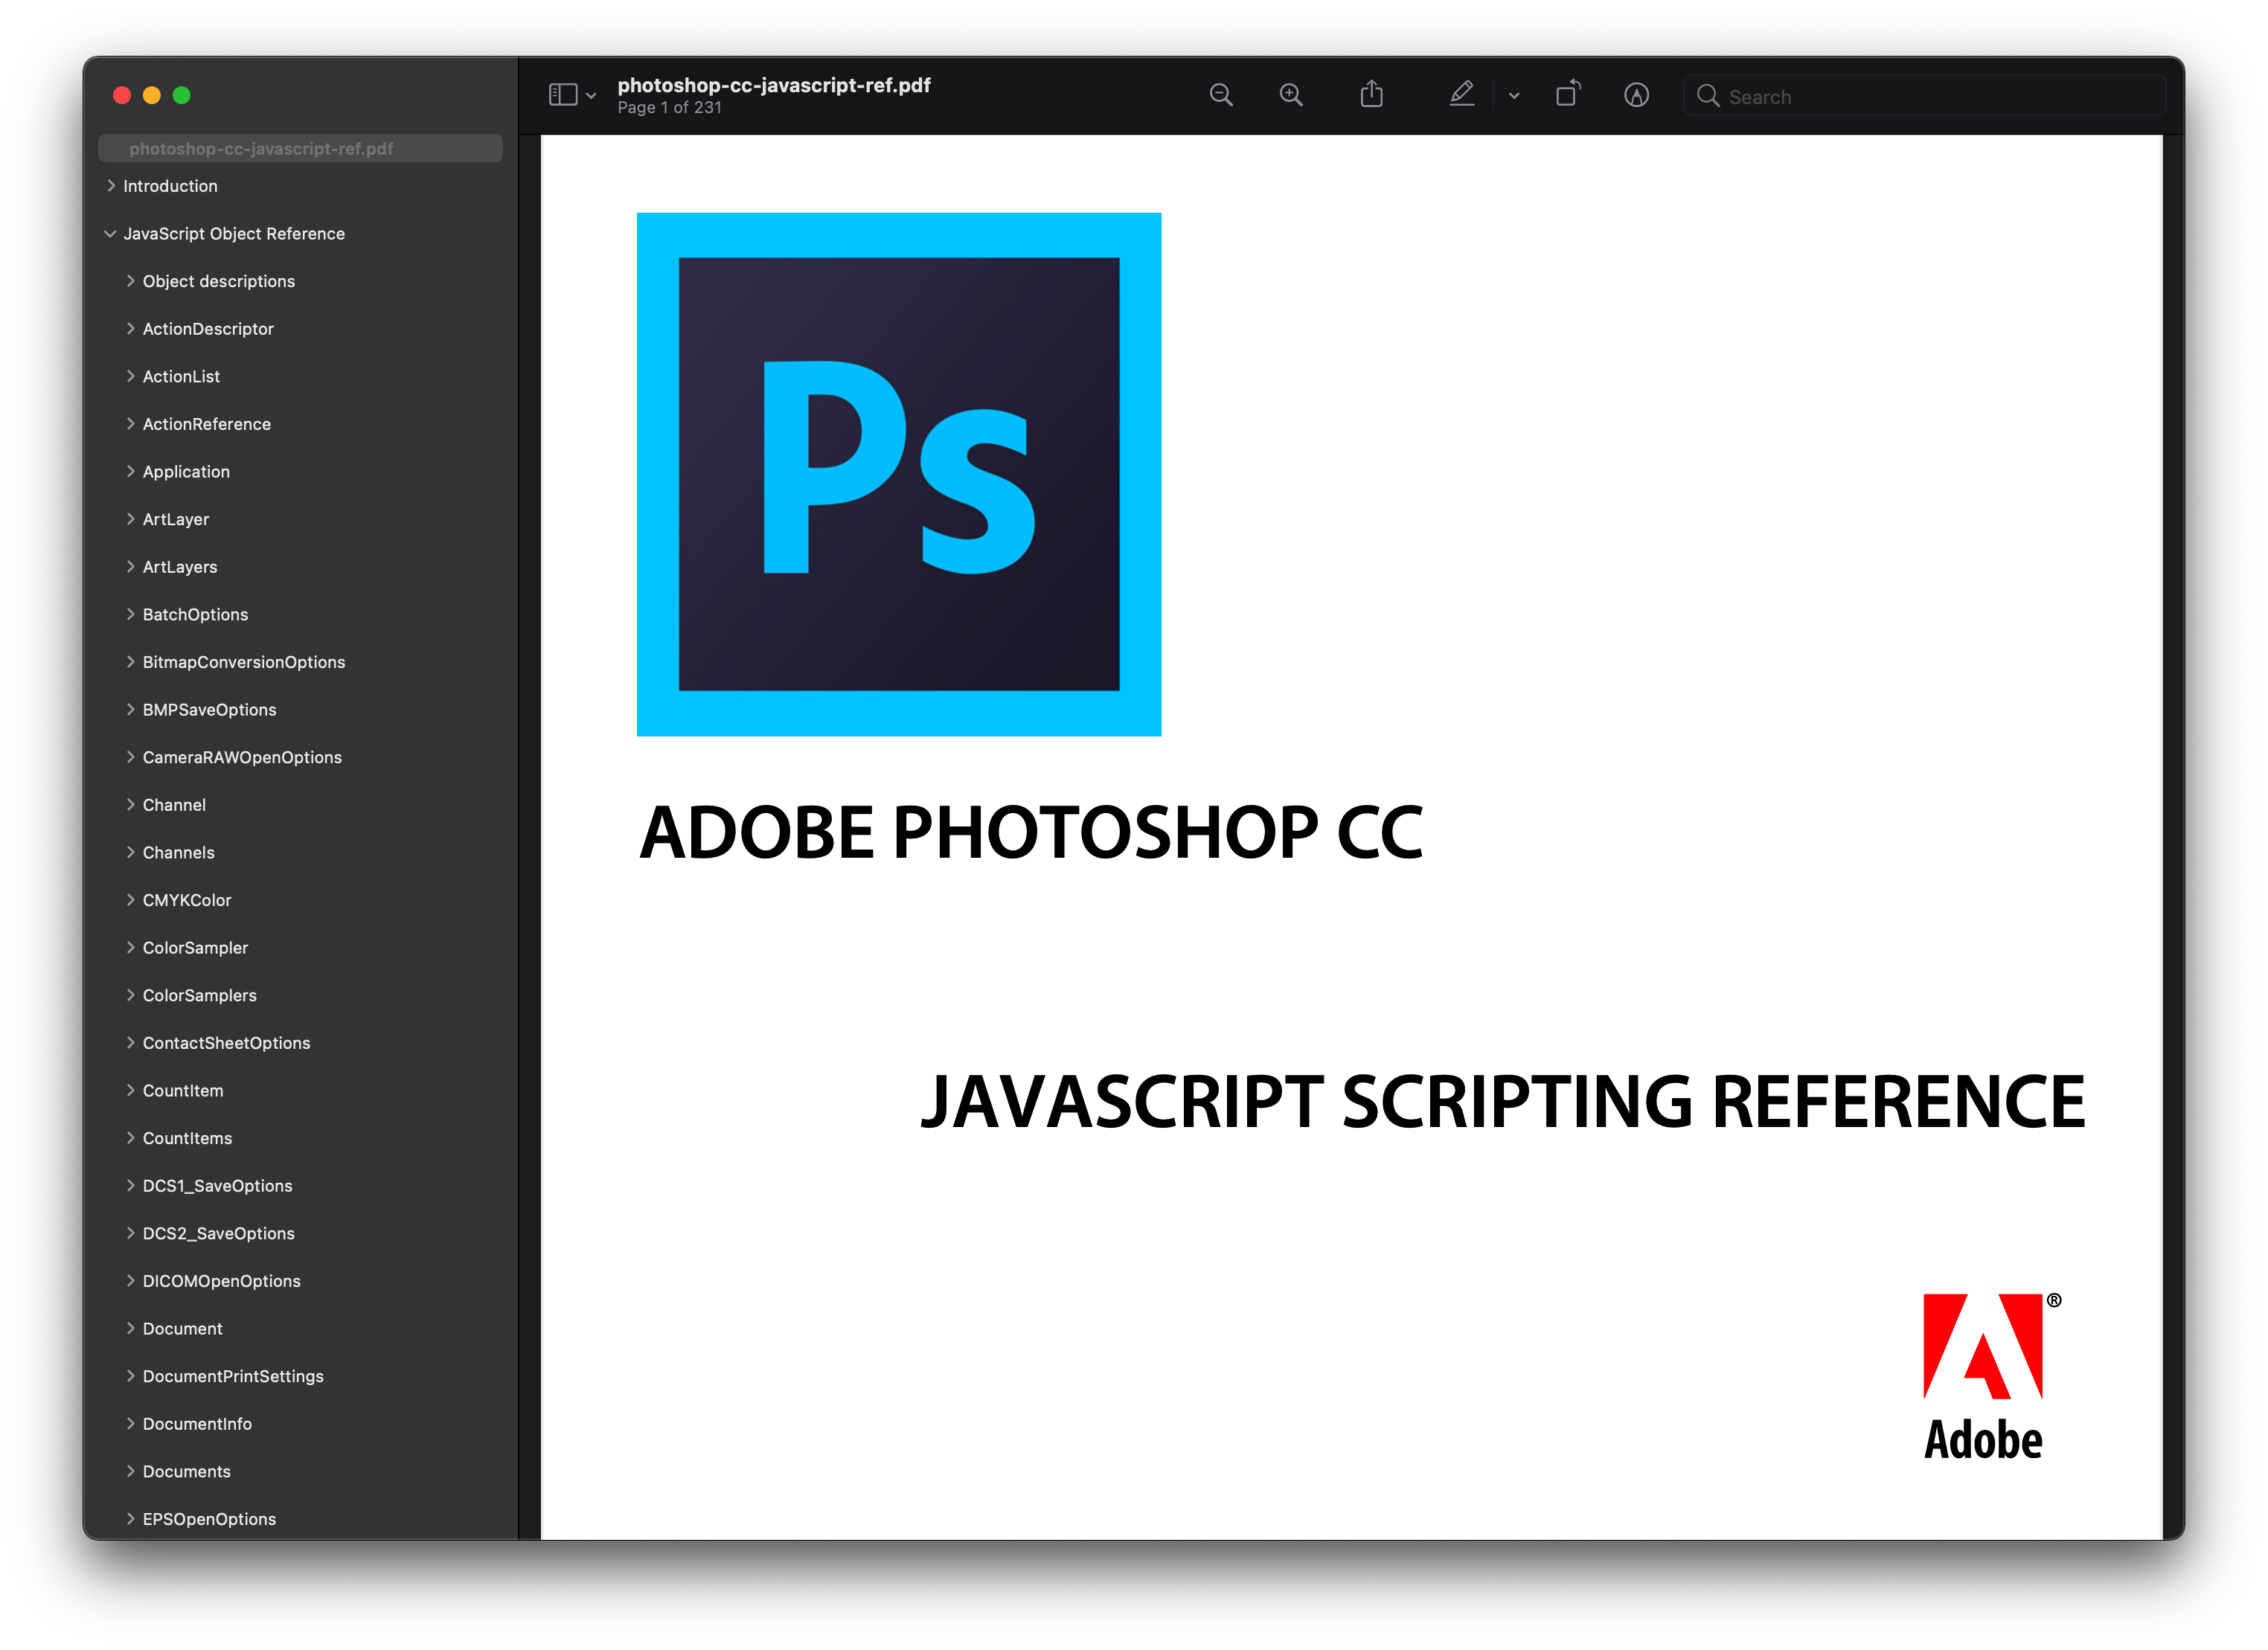 photoshop-cc-javascript-ref.pdf
Introduction
JavaScript Object Reference
Object descriptions
ActionDescriptor
ActionList
ActionReference
Application
ArtLayer
ArtLayers
BatchOptions
BitmapConversionOptions
BMPSaveOptions
CameraRAWOpenOptions
Channel
Channels
CMYKColor
ColorSampler
ColorSamplers
ContactSheetOptions
CountItem
CountItems
DCS1_SaveOptions
DCS2_SaveOptions
DICOMOpenOptions
Document
DocumentPrintSettings
DocumentInfo
Documents
EPSOpenOptions
photoshop-cc-javascript-ref.pdf
Page 1 of 231
Search
Ps
ADOBE PHOTOSHOP CC
JAVASCRIPT SCRIPTING REFERENCE
®
Adobe